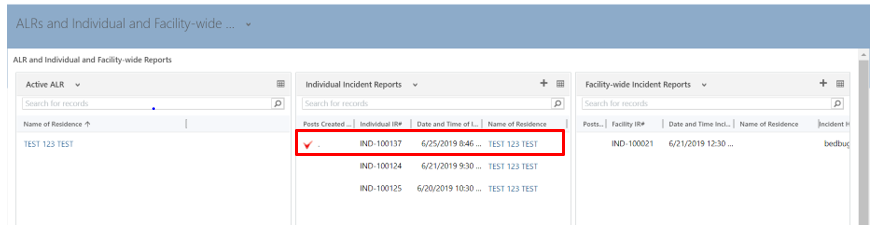 ALRs and Individual and Facility-wide ...
ALR and Individual and Facility-wide Reports
Active ALR
Search for records
Name of Residence ↑
TEST 123 TEST
Individual Incident Reports
Search for records
Posts Created ... Individual IR# Date and Time of I... Name of Residence
. IND-100137 6/25/2019 8:46 ... TEST 123 TEST
IND-100124 6/21/2019 9:30 ... TEST 123 TEST
IND-100125 6/20/2019 10:30 ... TEST 123 TEST
Facility-wide Incident Reports
Search for records
Posts... Facility IR# Date and Time Inci... Name of Residence Incident
IND-100021 6/21/2019 12:30 ... bedbug